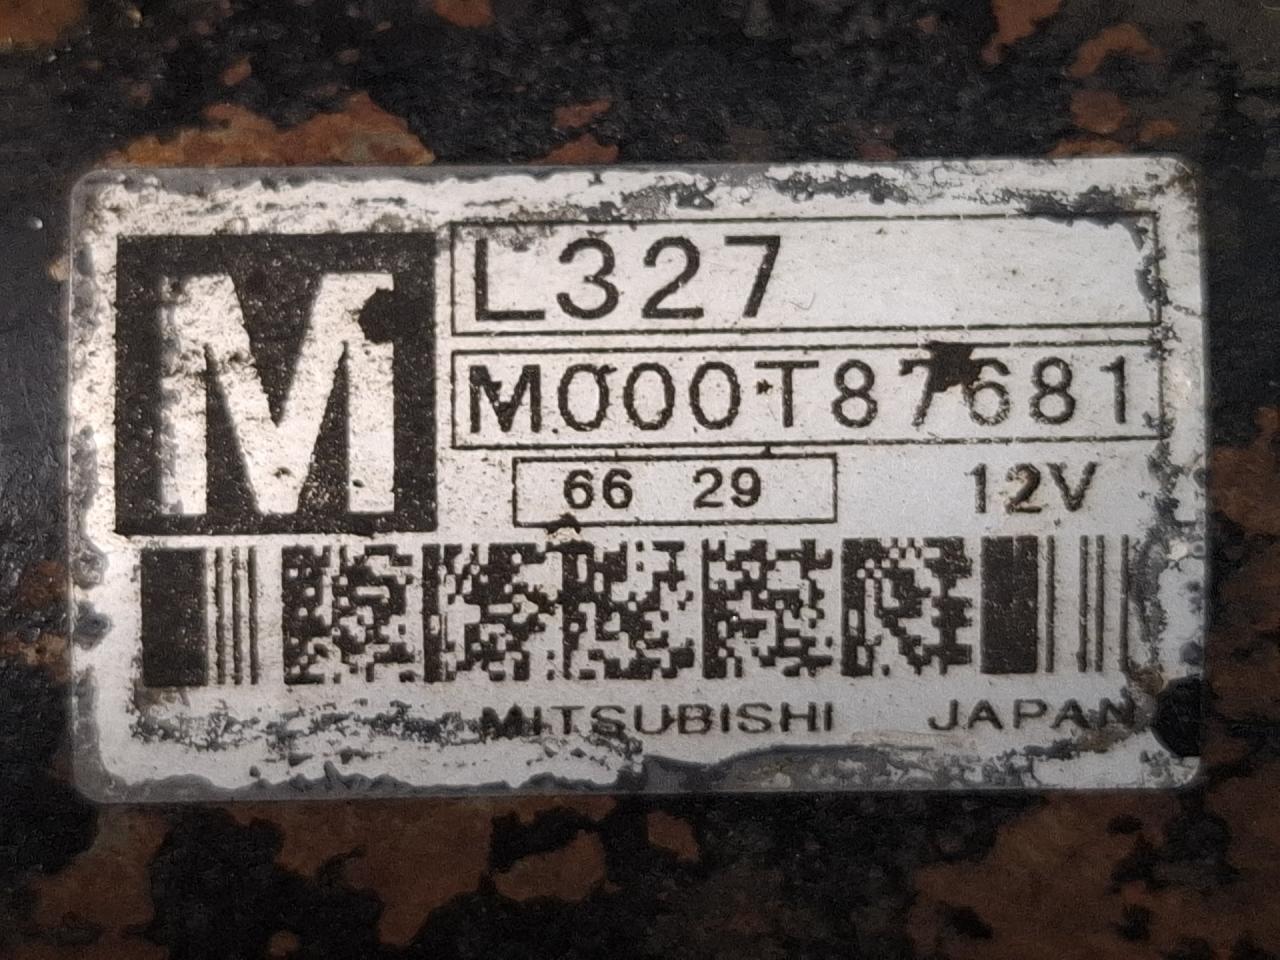 M
L327
M000T87681
66 29 12V
MITSUBISHI JAPAN